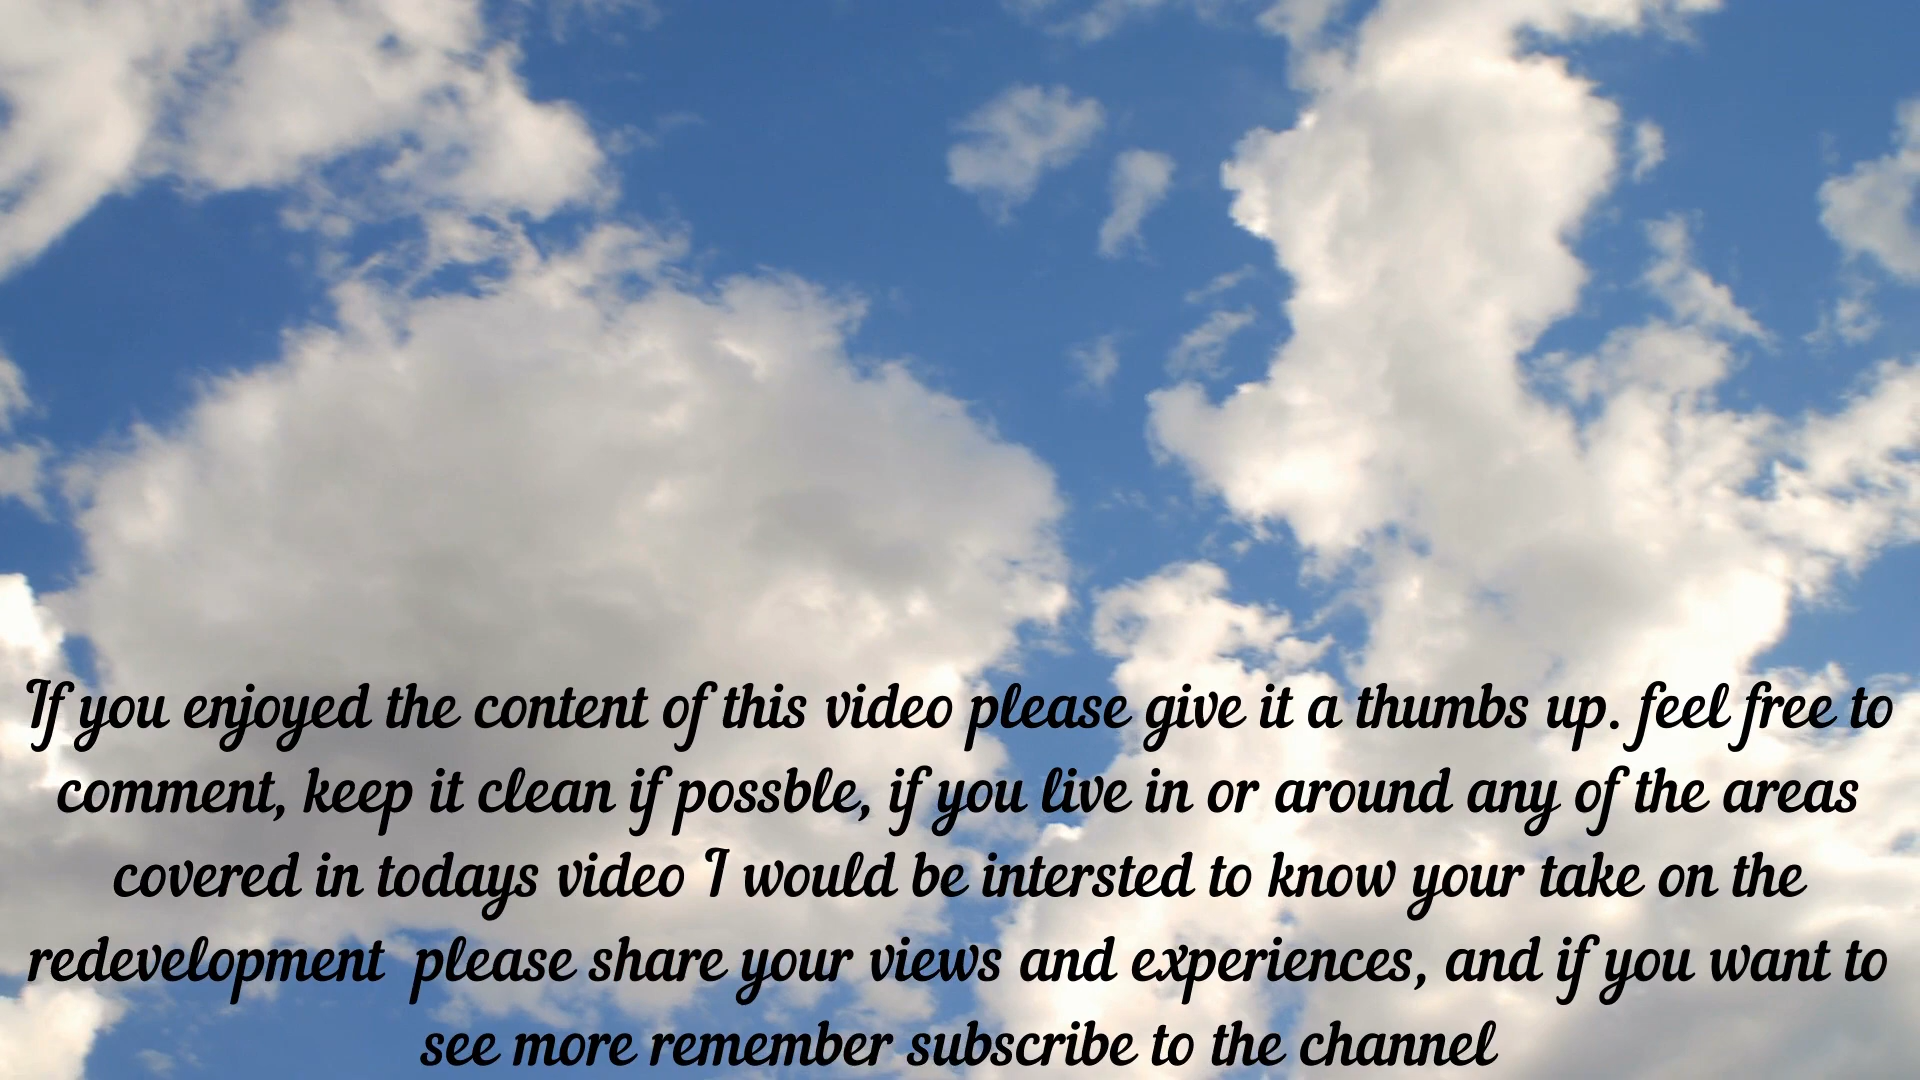 If you enjoyed the content of this video please give it a thumbs up. feel free to
comment, keep it clean if possble, if you live in or around any of the areas
covered in todays video I would be intersted to know your take on the
redevelopment  please share your views and experiences, and if you want to
see more remember subscribe to the channel